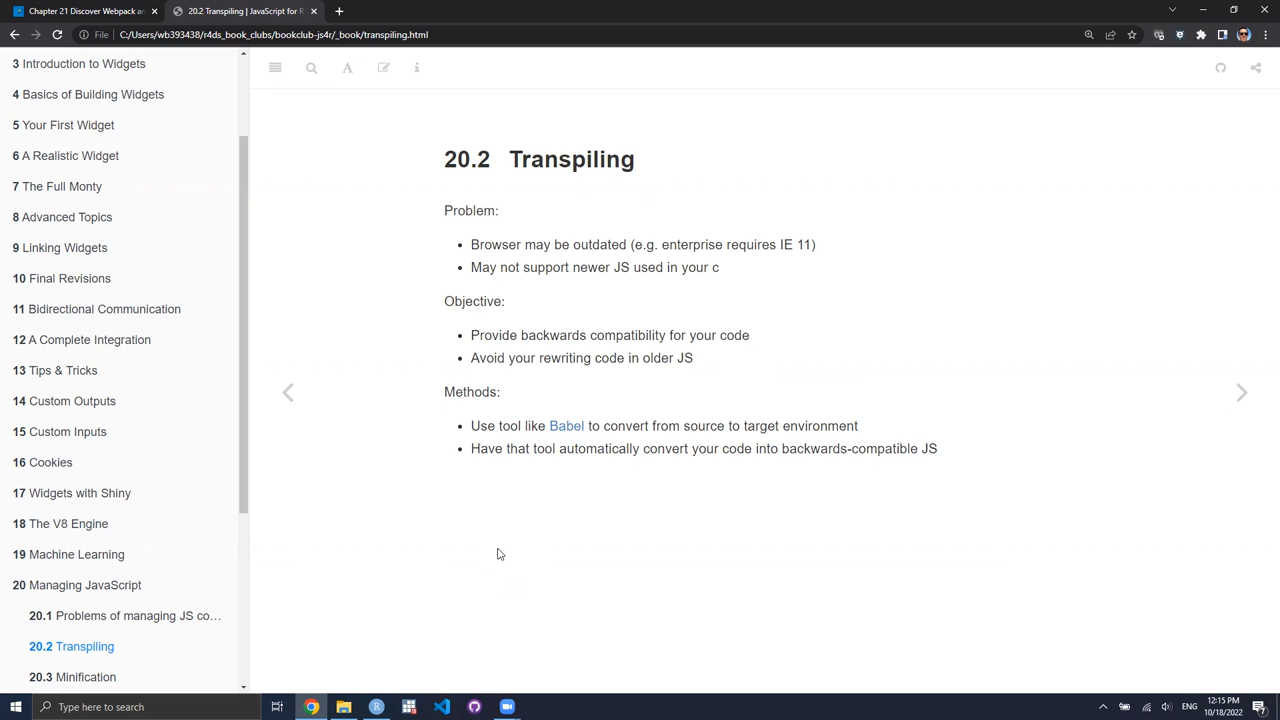 Chapter 21 Discover Webpack an
20.2 Transpiling | JavaScript for R
File
C:/Users/wb393438/r4ds_book_clubs/bookclub-js4r/_book/transpiling.html
3 Introduction to Widgets
4 Basics of Building Widgets
5 Your First Widget
6 A Realistic Widget
7 The Full Monty
8 Advanced Topics
9 Linking Widgets
10 Final Revisions
11 Bidirectional Communication
12 A Complete Integration
13 Tips & Tricks
14 Custom Outputs
15 Custom Inputs
16 Cookies
17 Widgets with Shiny
18 The V8 Engine
19 Machine Learning
20 Managing JavaScript
20.1 Problems of managing JS co…
20.2 Transpiling
20.3 Minification
20.2 Transpiling
Problem:
• Browser may be outdated (e.g. enterprise requires IE 11)
• May not support newer JS used in your c
Objective:
• Provide backwards compatibility for your code
• Avoid your rewriting code in older JS
Methods:
• Use tool like Babel to convert from source to target environment
• Have that tool automatically convert your code into backwards-compatible JS
Type here to search
ENG
12:15 PM
10/18/2022